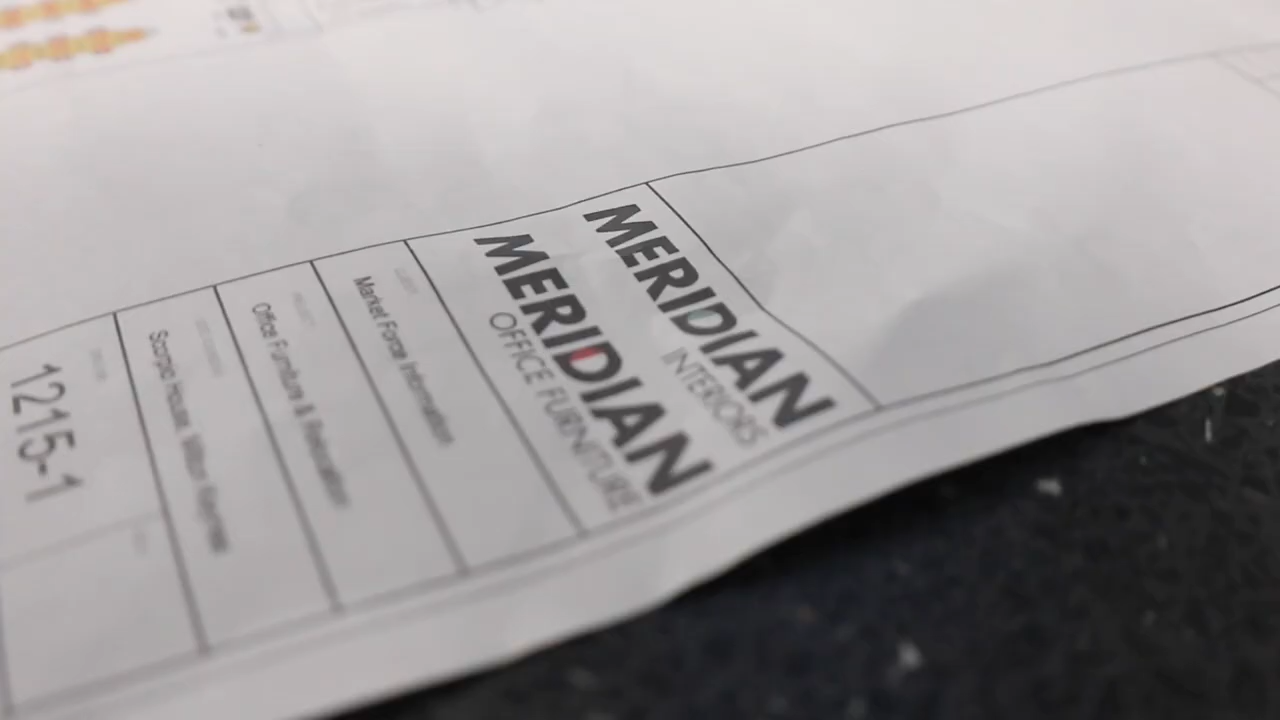 MERIDIAN
INTERIORS
MERIDIAN
OFFICE FURNITURE
Market Force Information
Office Furniture & Relocation
Scorpio House, Milton Keynes
1215-1